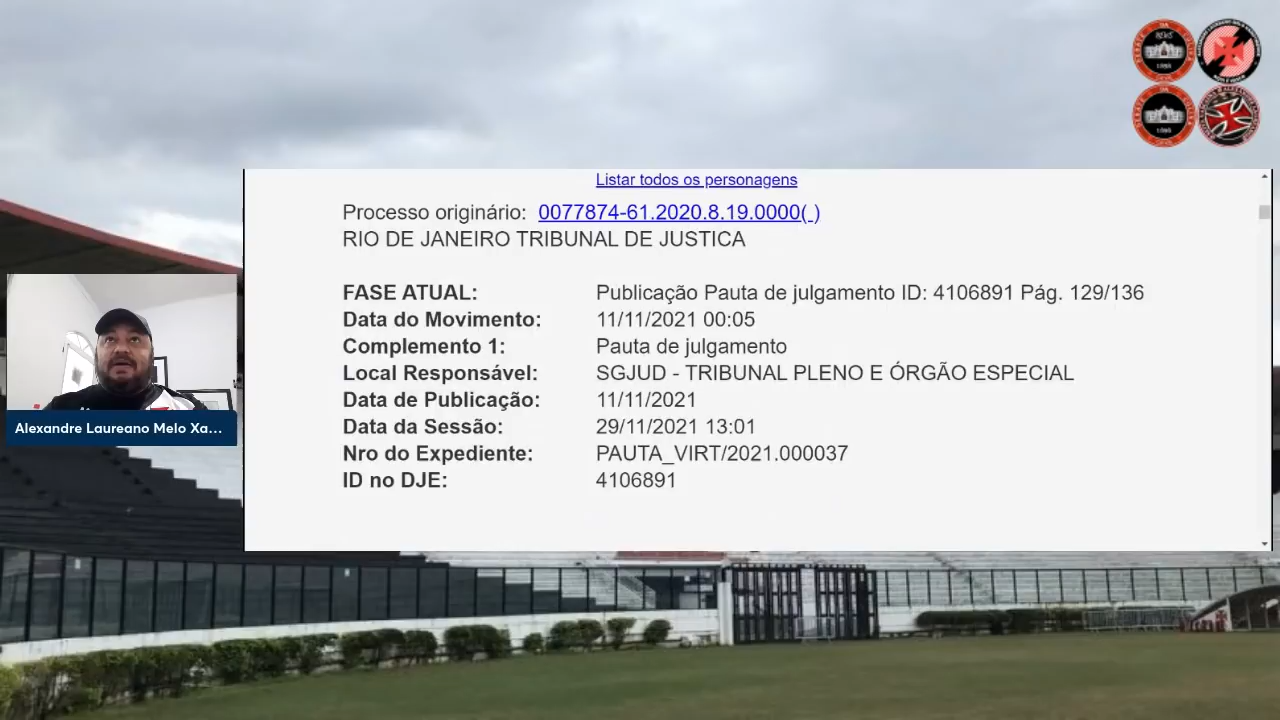 Listar todos os personagens
Processo originário: 0077874-61.2020.8.19.0000( )
RIO DE JANEIRO TRIBUNAL DE JUSTICA
FASE ATUAL: Publicação Pauta de julgamento ID: 4106891 Pág. 129/136
Data do Movimento: 11/11/2021 00:05
Complemento 1: Pauta de julgamento
Local Responsável: SGJUD - TRIBUNAL PLENO E ÓRGÃO ESPECIAL
Data de Publicação: 11/11/2021
Data da Sessão: 29/11/2021 13:01
Nro do Expediente: PAUTA_VIRT/2021.000037
ID no DJE: 4106891
Alexandre Laureano Melo Xa...